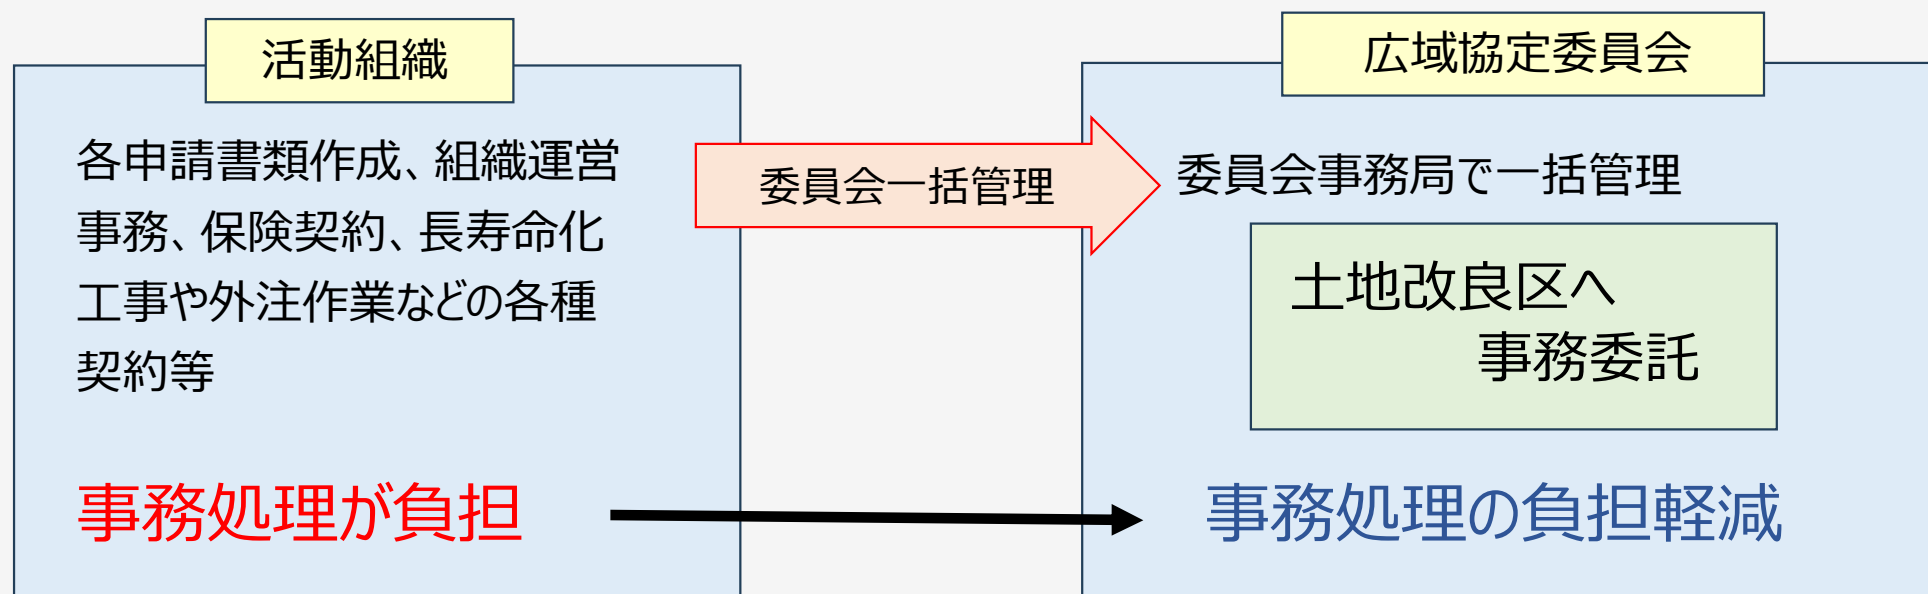 活動組織
各申請書類作成、組織運営
事務、保険契約、長寿命化
工事や外注作業などの各種
契約等
事務処理が負担
委員会一括管理
広域協定委員会
委員会事務局で一括管理
土地改良区へ
事務委託
事務処理の負担軽減